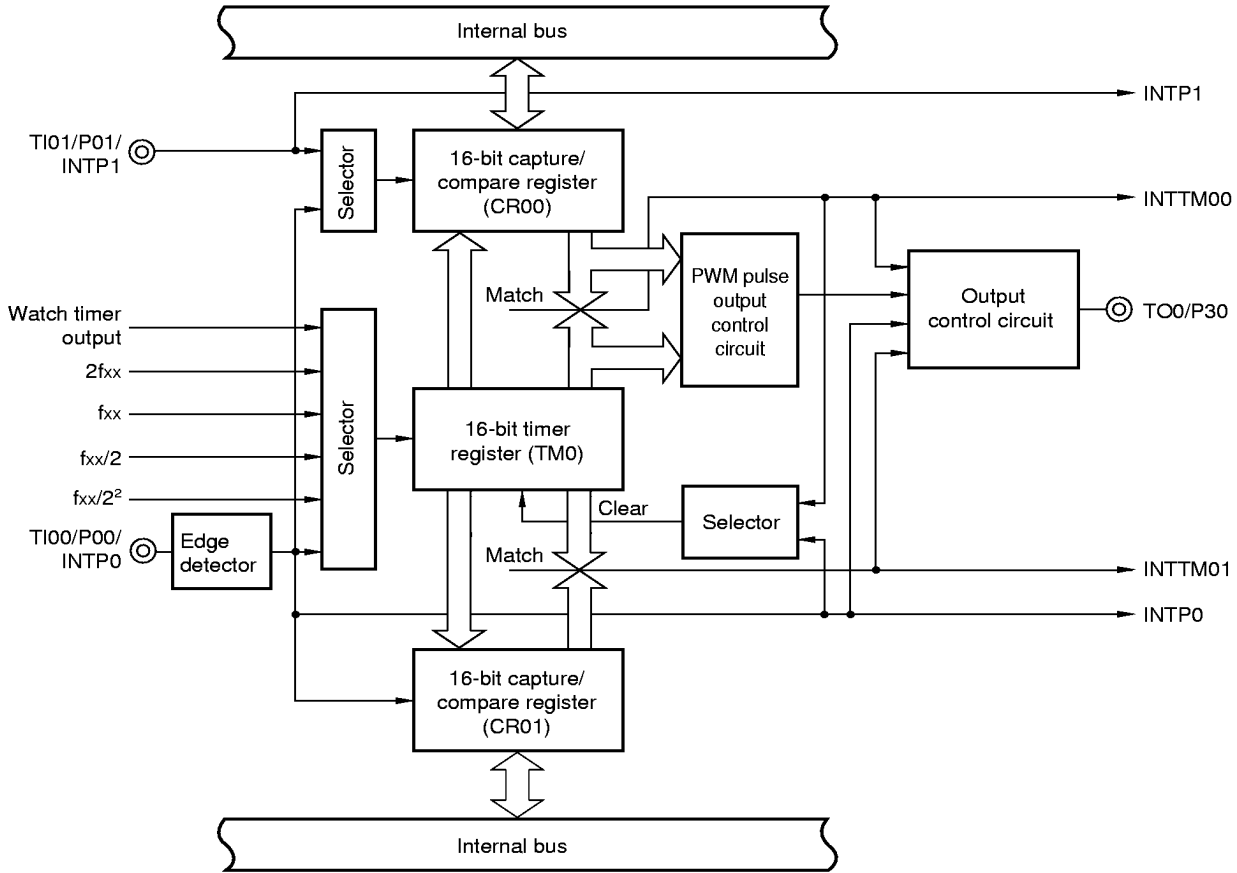 Internal bus
INTP1
TI01/P01/
INTP1
Selector
16-bit capture/
compare register
(CR00)
INTTM00
PWM pulse
output
control
circuit
Output
control circuit
TO0/P30
Match
Watch timer
output
2fxx
fxx
fxx/2
fxx/2²
Selector
16-bit timer
register (TM0)
Clear
Selector
TI00/P00/
INTP0
Edge
detector
Match
INTTM01
INTP0
16-bit capture/
compare register
(CR01)
Internal bus